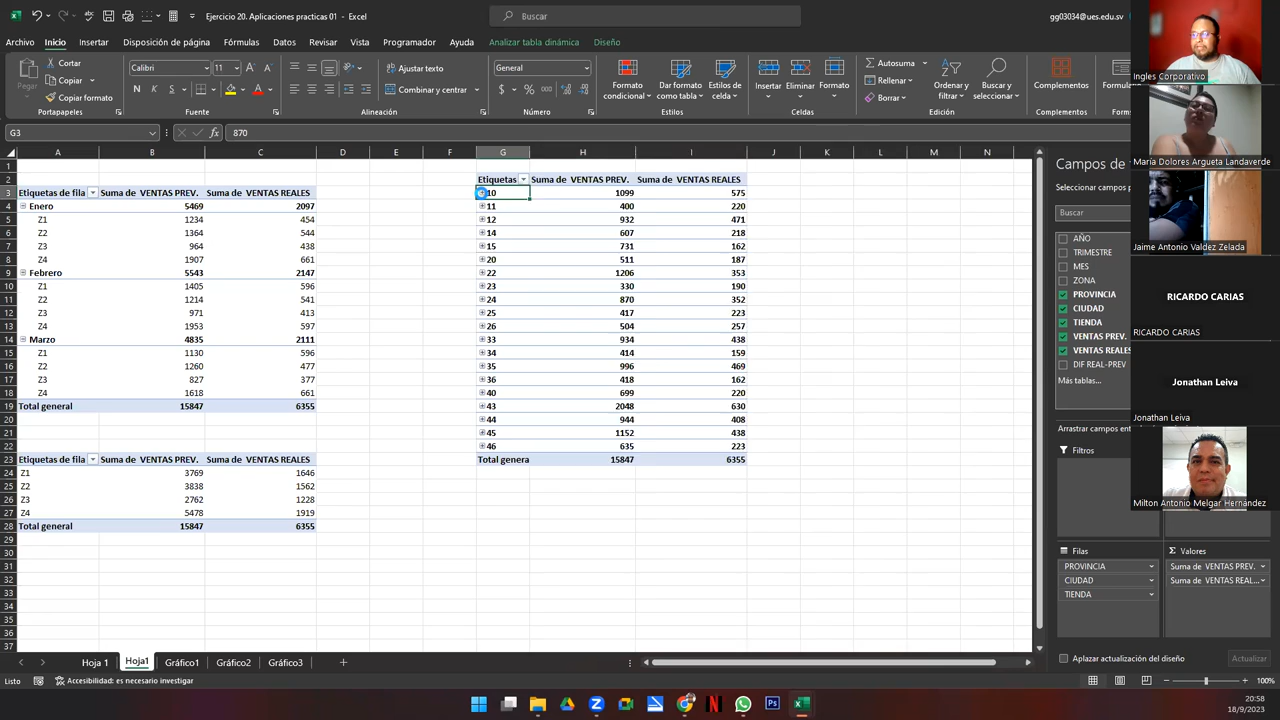 Ejercicio 20. Aplicaciones practicas 01 - Excel
Buscar
gg03034@ues.edu.sv
Archivo Inicio Insertar Disposición de página Fórmulas Datos Revisar Vista Programador Ayuda Analizar tabla dinámica Diseño
Pegar
Cortar
Copiar
Copiar formato
Portapapeles
Calibri 11
N K S
Fuente
Ajustar texto
Combinar y centrar
Alineación
General
$ % 000
Número
Formato condicional
Dar formato como tabla
Estilos de celda
Estilos
Insertar Eliminar Formato
Celdas
Autosuma
Rellenar
Borrar
Ordenar y filtrar
Buscar y seleccionar
Edición
Complementos
Complementos
Formu
G3 870
A B C D E F G H I J K L M N
Etiquetas de fila Suma de VENTAS PREV. Suma de VENTAS REALES
Enero 5469 2097
Z1 1234 454
Z2 1364 544
Z3 964 438
Z4 1907 661
Febrero 5543 2147
Z1 1405 596
Z2 1214 541
Z3 971 413
Z4 1953 597
Marzo 4835 2111
Z1 1130 596
Z2 1260 477
Z3 827 377
Z4 1618 661
Total general 15847 6355
Etiquetas de fila Suma de VENTAS PREV. Suma de VENTAS REALES
Z1 3769 1646
Z2 3838 1562
Z3 2762 1228
Z4 5478 1919
Total general 15847 6355
Etiquetas Suma de VENTAS PREV. Suma de VENTAS REALES
10 1099 575
11 400 220
12 932 471
14 607 218
15 731 162
20 511 187
22 1206 353
23 330 190
24 870 352
25 417 223
26 504 257
33 934 438
34 414 159
35 996 469
36 418 162
40 699 220
43 2048 630
44 944 408
45 1152 438
46 635 223
Total genera 15847 6355
Campos de
Seleccionar campos
Buscar
AÑO
TRIMESTRE
MES
ZONA
PROVINCIA
CIUDAD
TIENDA
VENTAS PREV.
VENTAS REALES
DIF REAL-PREV
Más tablas...
Arrastrar campos ent
Filtros
Filas
PROVINCIA
CIUDAD
TIENDA
Valores
Suma de VENTAS PREV.
Suma de VENTAS REAL...
Aplazar actualización del diseño
Actualizar
Ingles Corporativo
María Dolores Argueta Landaverde
Jaime Antonio Valdez Zelada
RICARDO CARIAS
RICARDO CARIAS
Jonathan Leiva
Jonathan Leiva
Milton Antonio Melgar Hernández
Hoja 1 Hoja1 Gráfico1 Gráfico2 Gráfico3
Listo
Accesibilidad: es necesario investigar
100%
20:58
18/9/2023